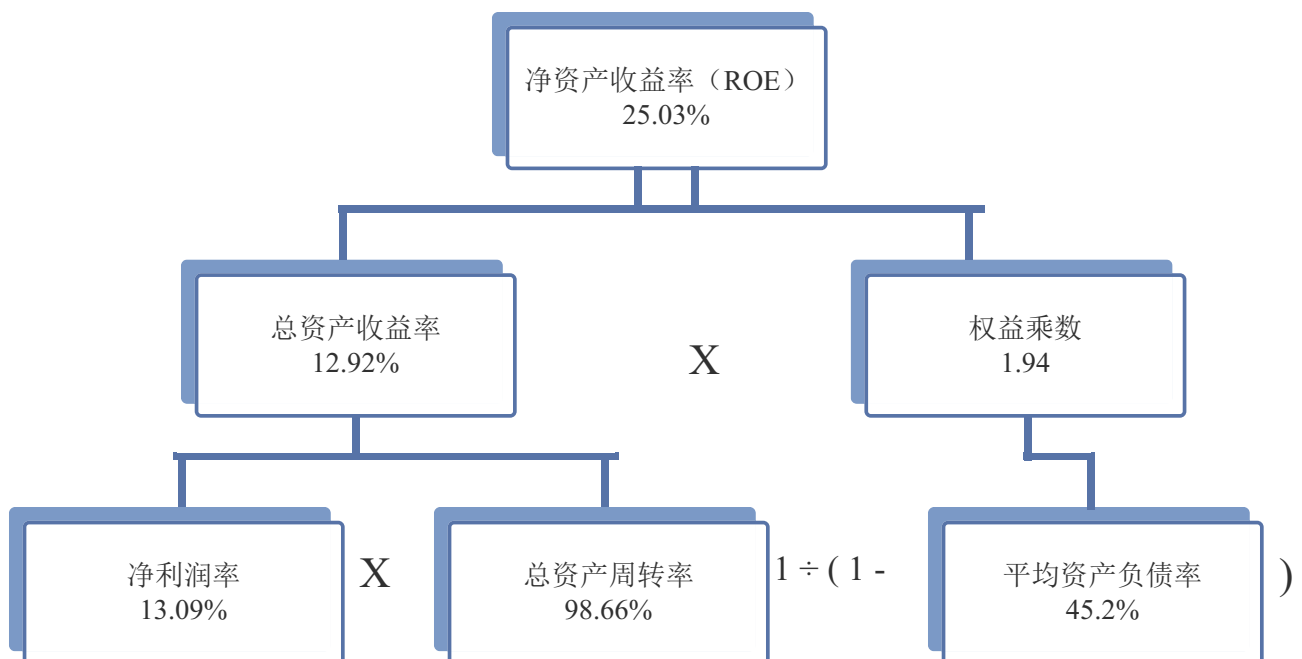 净资产收益率（ROE）
25.03%
总资产收益率
12.92%
X
权益乘数
1.94
净利润率
13.09%
X
总资产周转率
98.66%
1 ÷ ( 1 -
平均资产负债率
45.2%
)